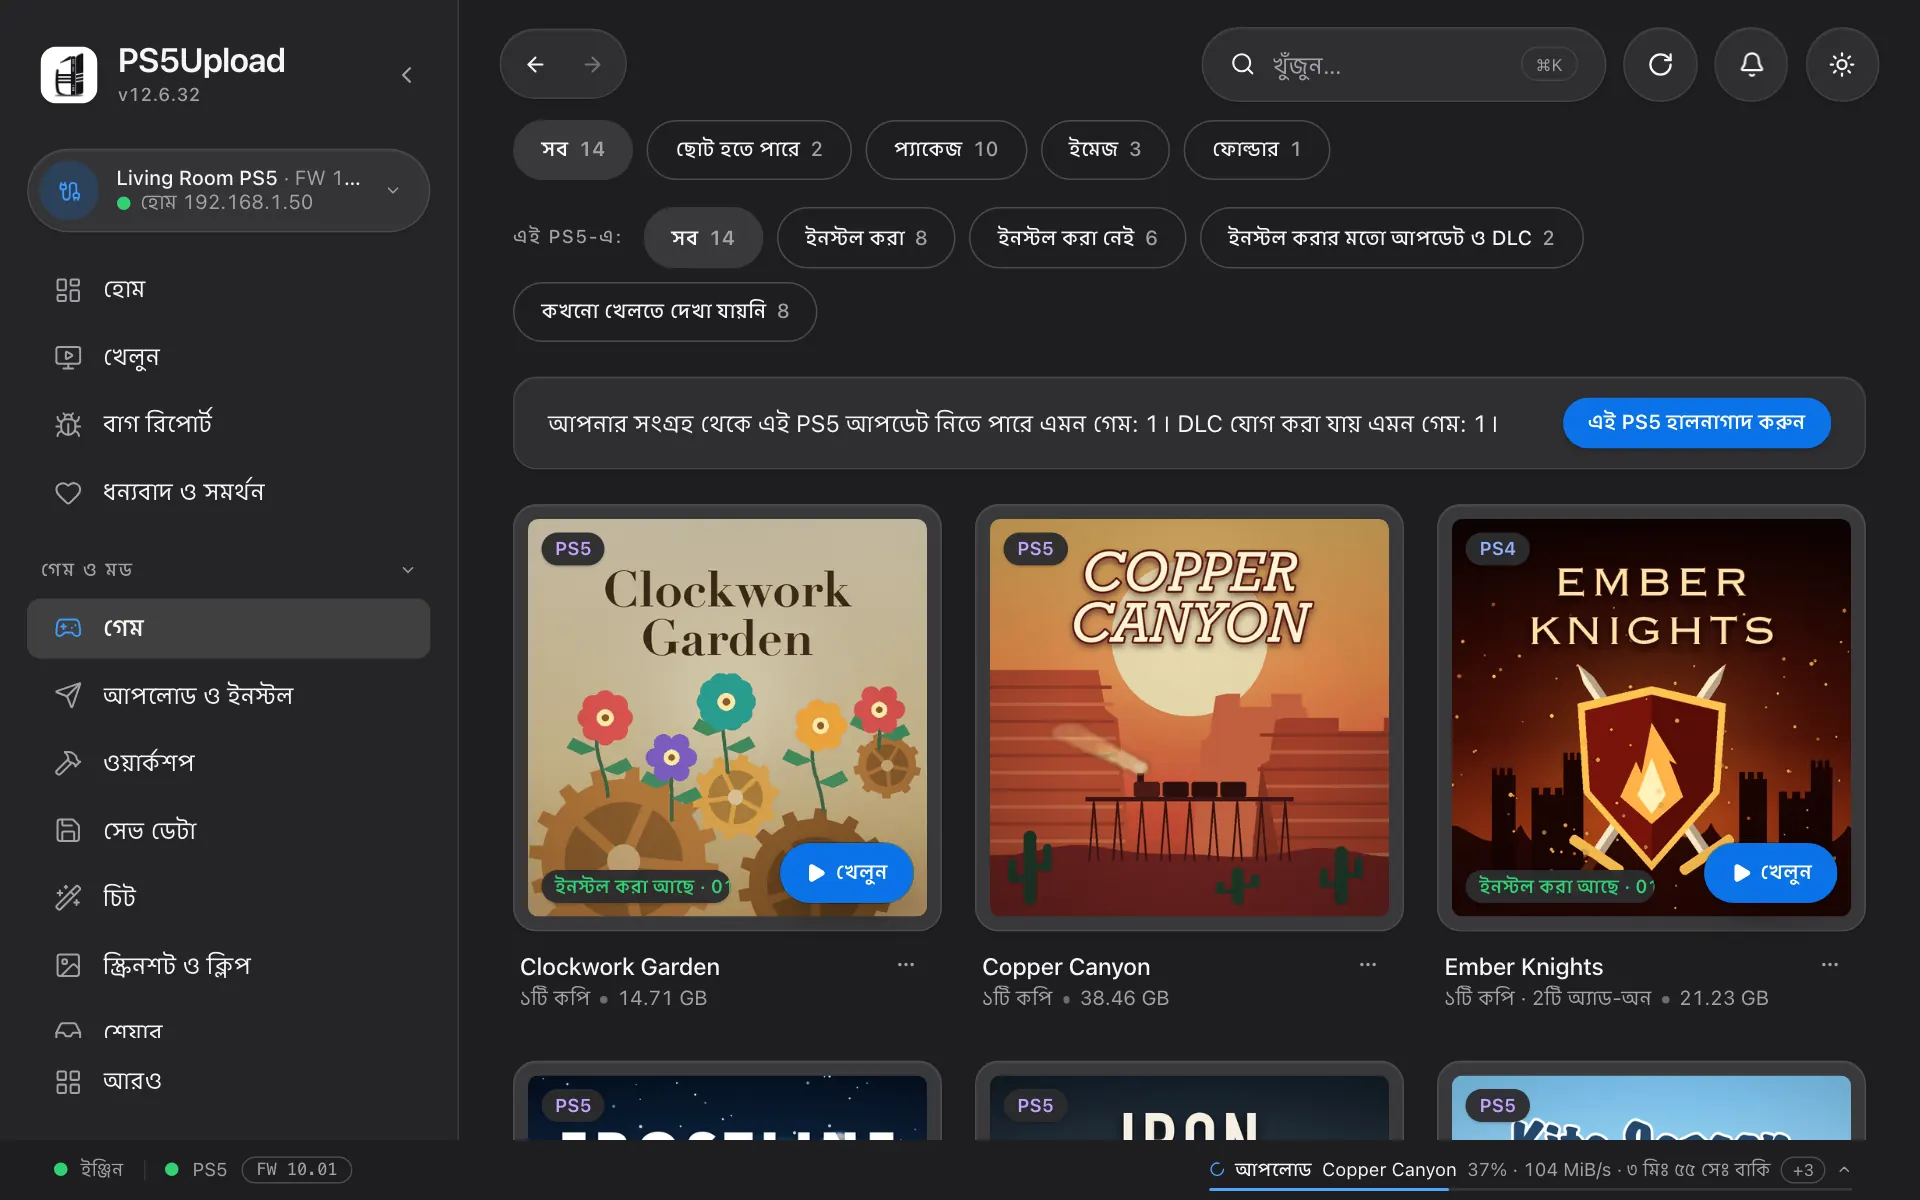 PS5Upload
v12.6.32
Living Room PS5 · FW 1...
হোম 192.168.1.50
হোম
খেলুন
বাগ রিপোর্ট
ধন্যবাদ ও সমর্থন
গেম ও মড
গেম
আপলোড ও ইনস্টল
ওয়ার্কশপ
সেভ ডেটা
চিট
স্ক্রিনশট ও ক্লিপ
শেয়ার
আরও
খুঁজুন... ⌘K
সব 14 ছোট হতে পারে 2 প্যাকেজ 10 ইমেজ 3 ফোল্ডার 1
এই PS5-এ: সব 14 ইনস্টল করা 8 ইনস্টল করা নেই 6 ইনস্টল করার মতো আপডেট ও DLC 2
কখনো খেলতে দেখা যায়নি 8
আপনার সংগ্রহ থেকে এই PS5 আপডেট নিতে পারে এমন গেম: 1। DLC যোগ করা যায় এমন গেম: 1। এই PS5 হালনাগাদ করুন
PS5
Clockwork
Garden
ইনস্টল করা আছে · 01
খেলুন
Clockwork Garden ...
১টি কপি • 14.71 GB
PS5
COPPER
CANYON
Copper Canyon ...
১টি কপি • 38.46 GB
PS4
EMBER
KNIGHTS
ইনস্টল করা আছে · 01
খেলুন
Ember Knights ...
১টি কপি · 2টি অ্যাড-অন • 21.23 GB
PS5
PS5
IRON
PS5
ইঞ্জিন PS5 FW 10.01
আপলোড Copper Canyon 37% · 104 MiB/s · ৩ মিঃ ৫৫ সেঃ বাকি +3